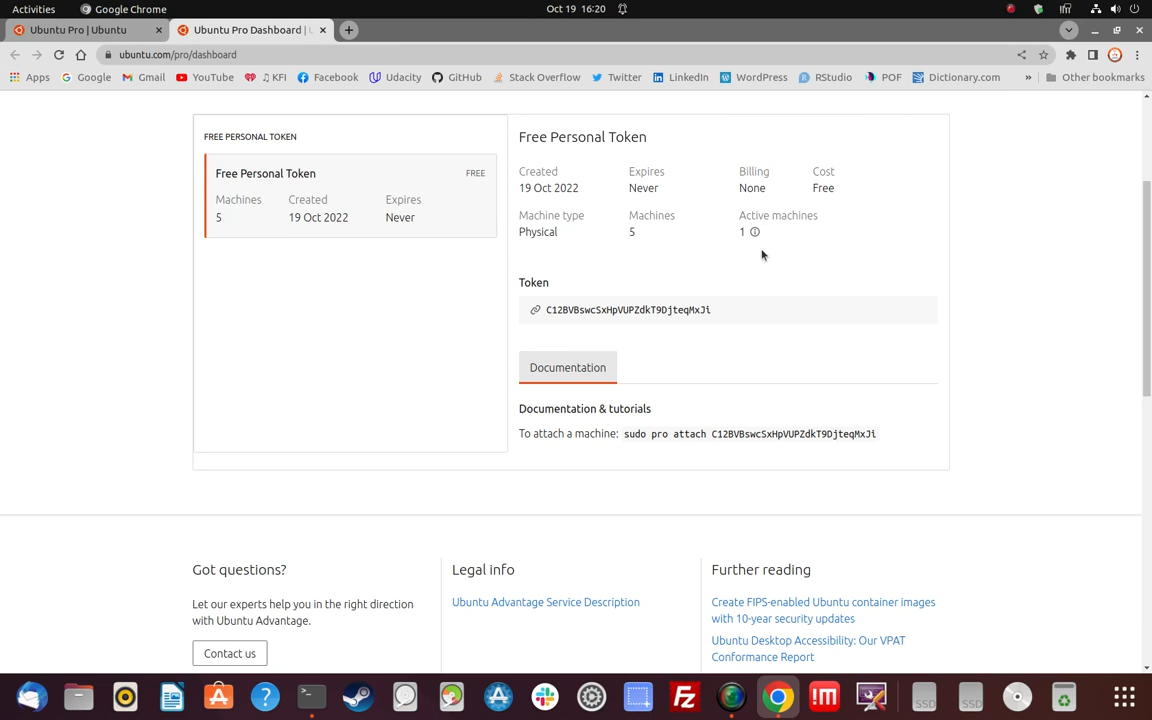 Activities
Google Chrome
Oct 19 16:20
Ubuntu Pro | Ubuntu
Ubuntu Pro Dashboard | U
ubuntu.com/pro/dashboard
Apps
Google
Gmail
YouTube
KFI
Facebook
Udacity
GitHub
Stack Overflow
Twitter
LinkedIn
WordPress
RStudio
POF
Dictionary.com
»
Other bookmarks
FREE PERSONAL TOKEN
Free Personal Token
FREE
Machines
Created
Expires
5
19 Oct 2022
Never
Free Personal Token
Created
Expires
Billing
Cost
19 Oct 2022
Never
None
Free
Machine type
Machines
Active machines
Physical
5
1
Token
C12BVBswcSxHpVUPZdkT9DjteqMxJi
Documentation
Documentation & tutorials
To attach a machine: sudo pro attach C12BVBswcSxHpVUPZdkT9DjteqMxJi
Got questions?
Let our experts help you in the right direction
with Ubuntu Advantage.
Contact us
Legal info
Ubuntu Advantage Service Description
Further reading
Create FIPS-enabled Ubuntu container images
with 10-year security updates
Ubuntu Desktop Accessibility: Our VPAT
Conformance Report
SSD
SSD